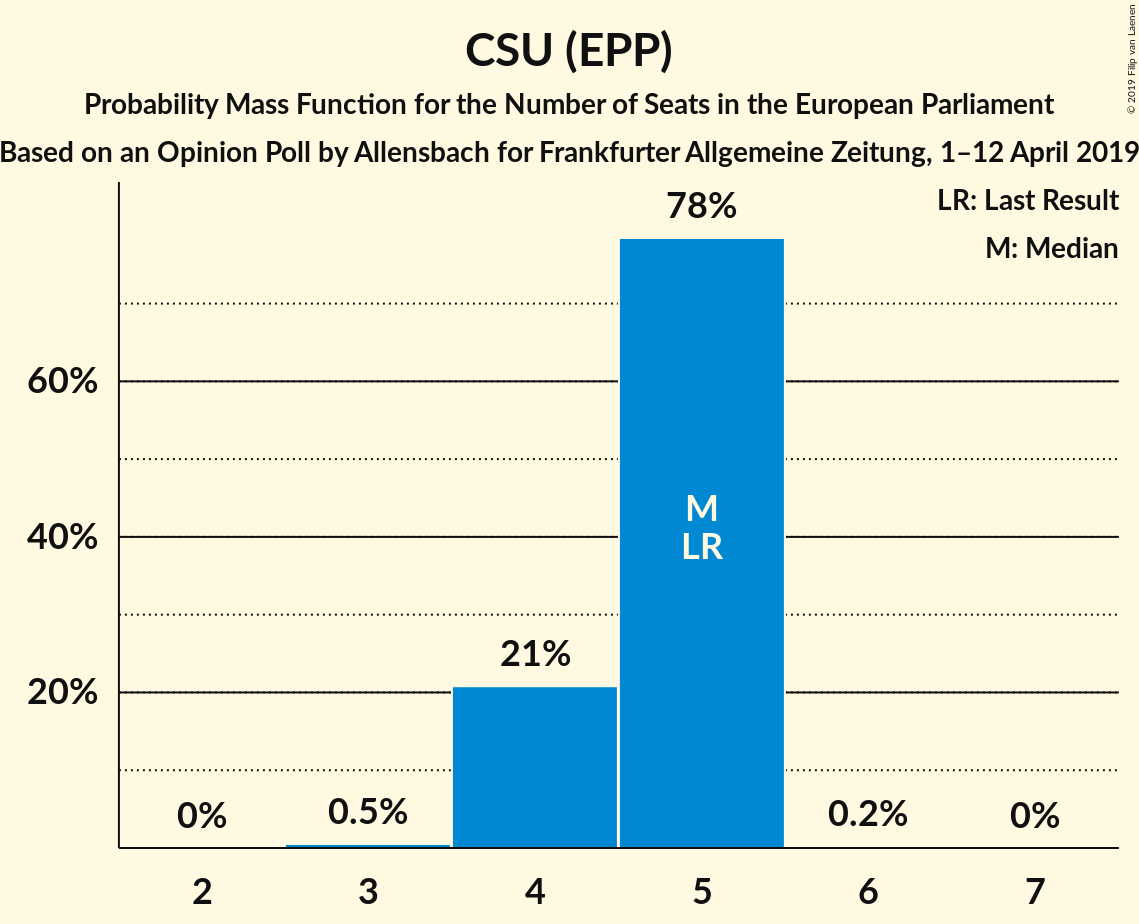 CSU (EPP)
Probability Mass Function for the Number of Seats in the European Parliament
Based on an Opinion Poll by Allensbach for Frankfurter Allgemeine Zeitung, 1–12 April 2019
© 2019 Filip van Laenen
LR: Last Result
M: Median
78%
60%
40%
20%
M
LR
21%
0%
0.5%
0.2%
0%
2
3
4
5
6
7